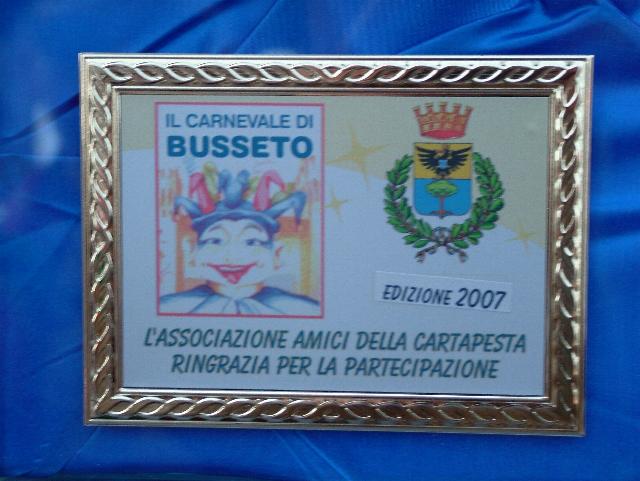 IL CARNEVALE DI
BUSSETO
EDIZIONE 2007
L'ASSOCIAZIONE AMICI DELLA CARTAPESTA
RINGRAZIA PER LA PARTECIPAZIONE